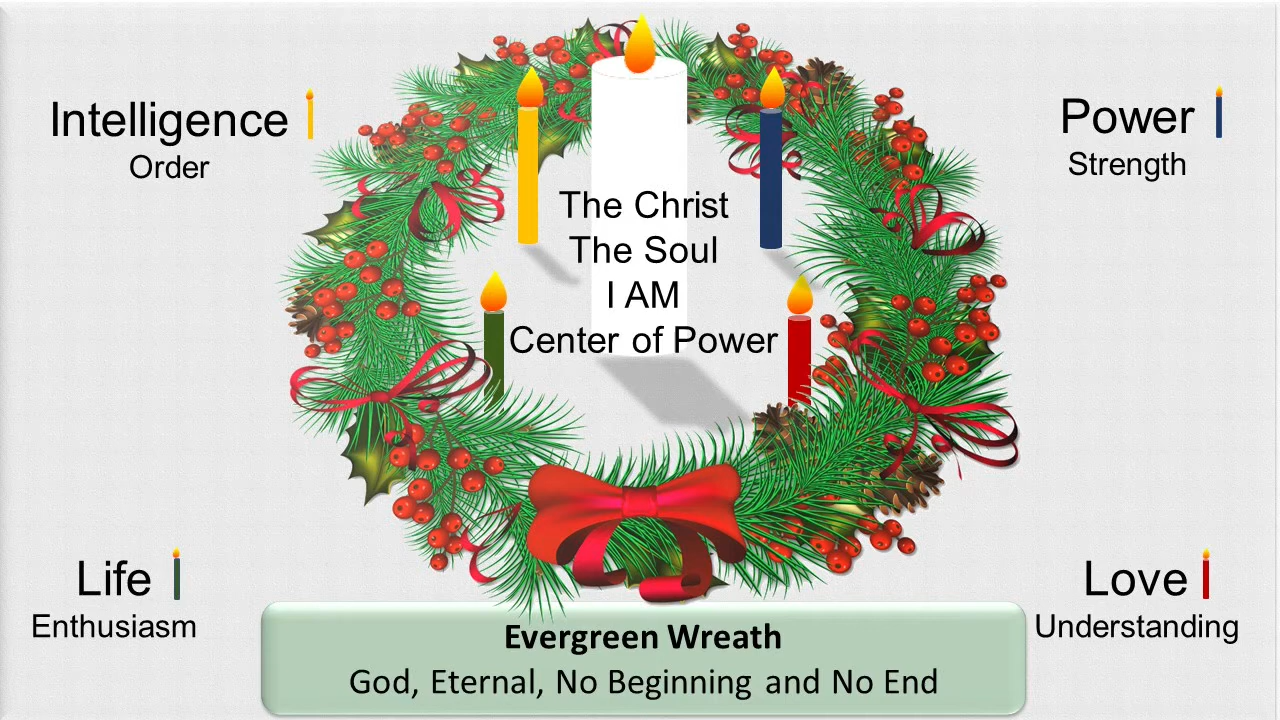 Intelligence
Order
Power
Strength
The Christ
The Soul
I AM
Center of Power
Life
Enthusiasm
Love
Understanding
Evergreen Wreath
God, Eternal, No Beginning and No End